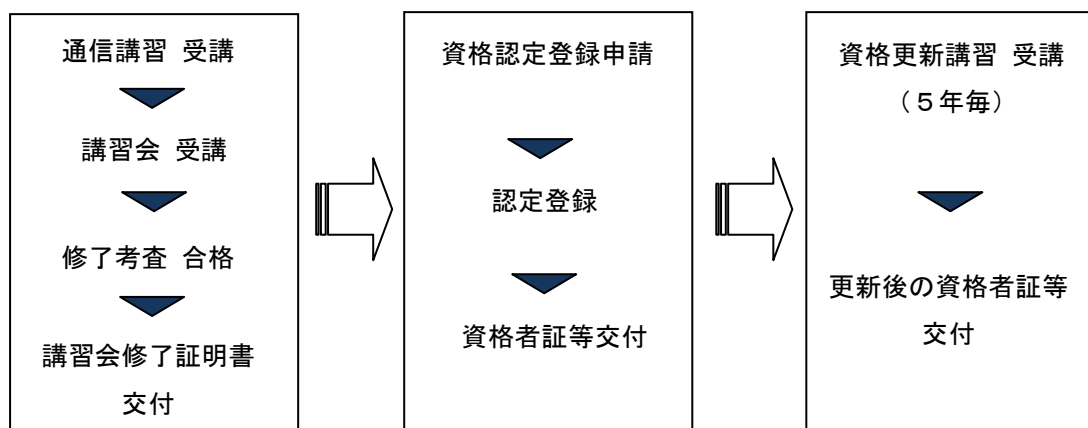 通信講習 受講
講習会 受講
修了考査 合格
講習会修了証明書
交付
資格認定登録申請
認定登録
資格者証等交付
資格更新講習 受講
（５年毎）
更新後の資格者証等
交付